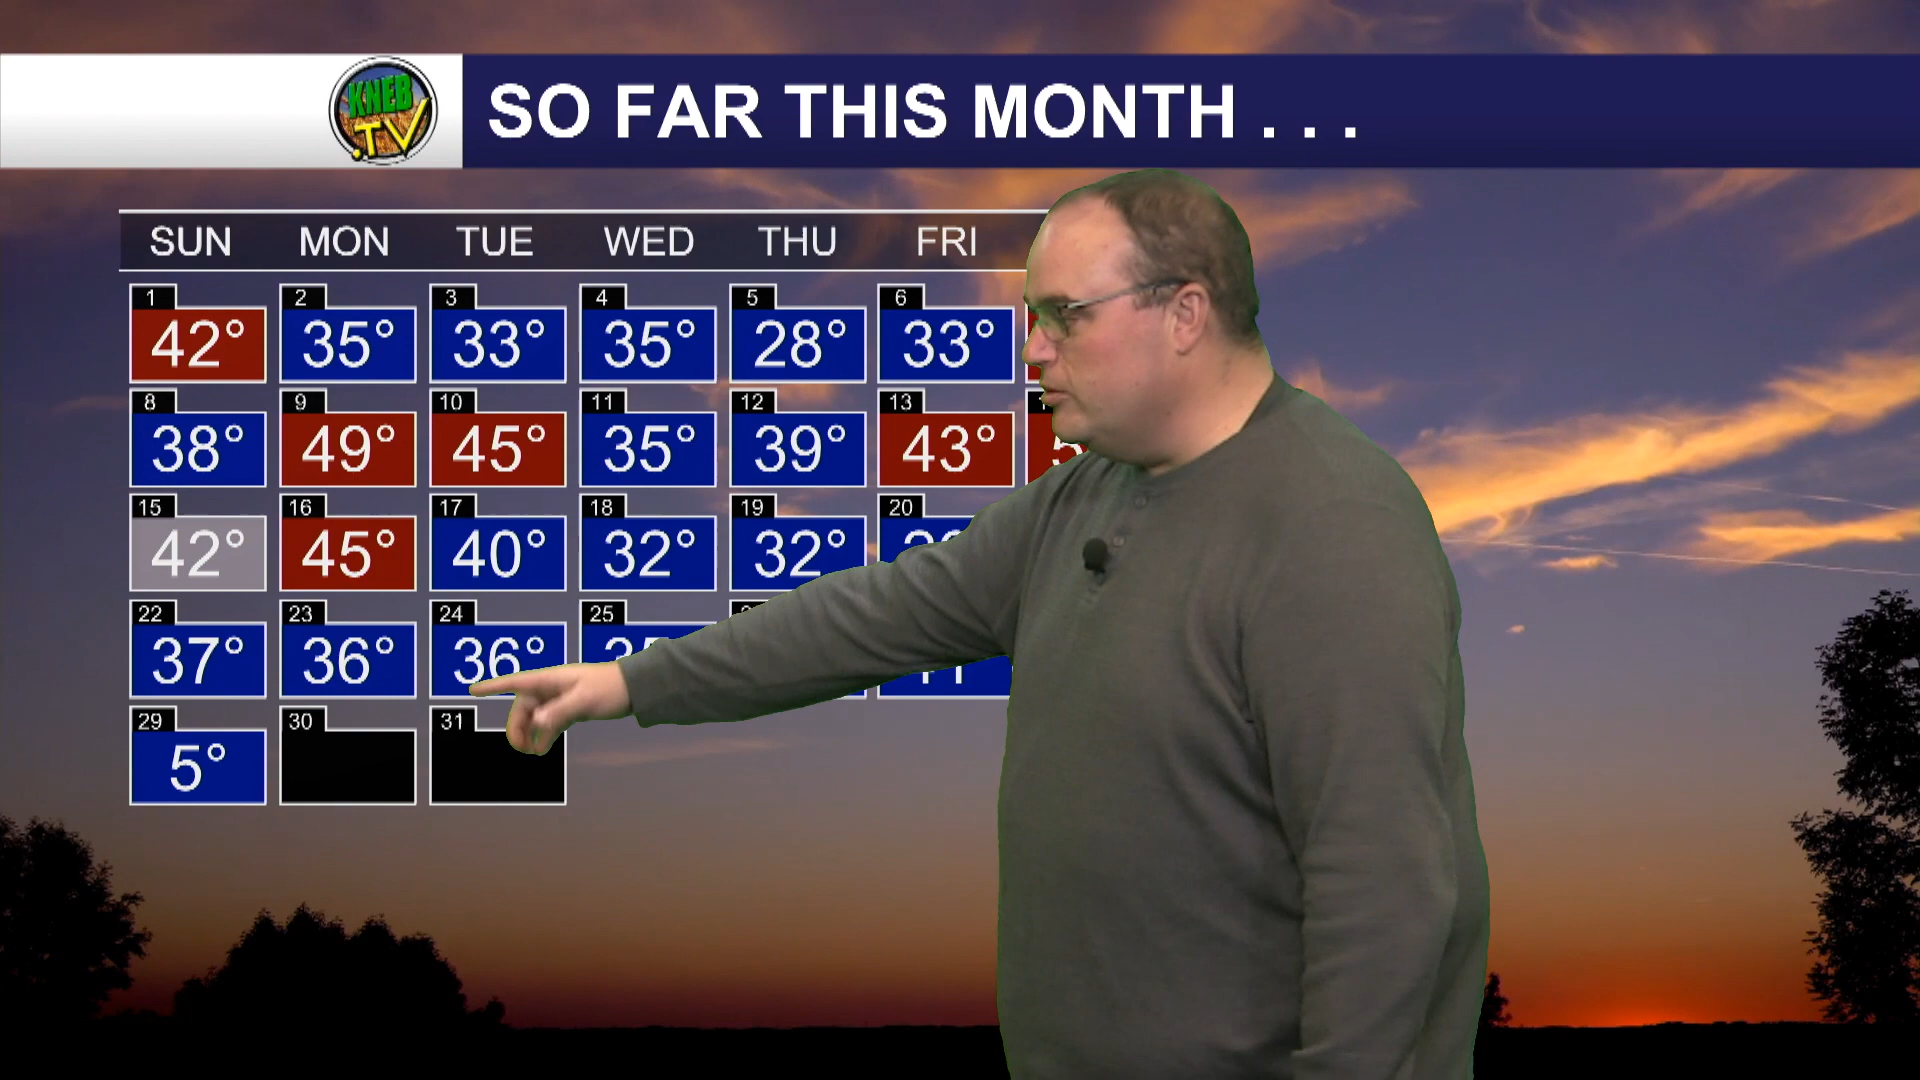 KNEB
.TV
SO FAR THIS MONTH . . .
SUN MON TUE WED THU FRI
1 2 3 4 5 6
42° 35° 33° 35° 28° 33°
8 9 10 11 12 13
38° 49° 45° 35° 39° 43°
15 16 17 18 19 20
42° 45° 40° 32° 32°
22 23 24 25
37° 36° 36°
29 30 31
5°